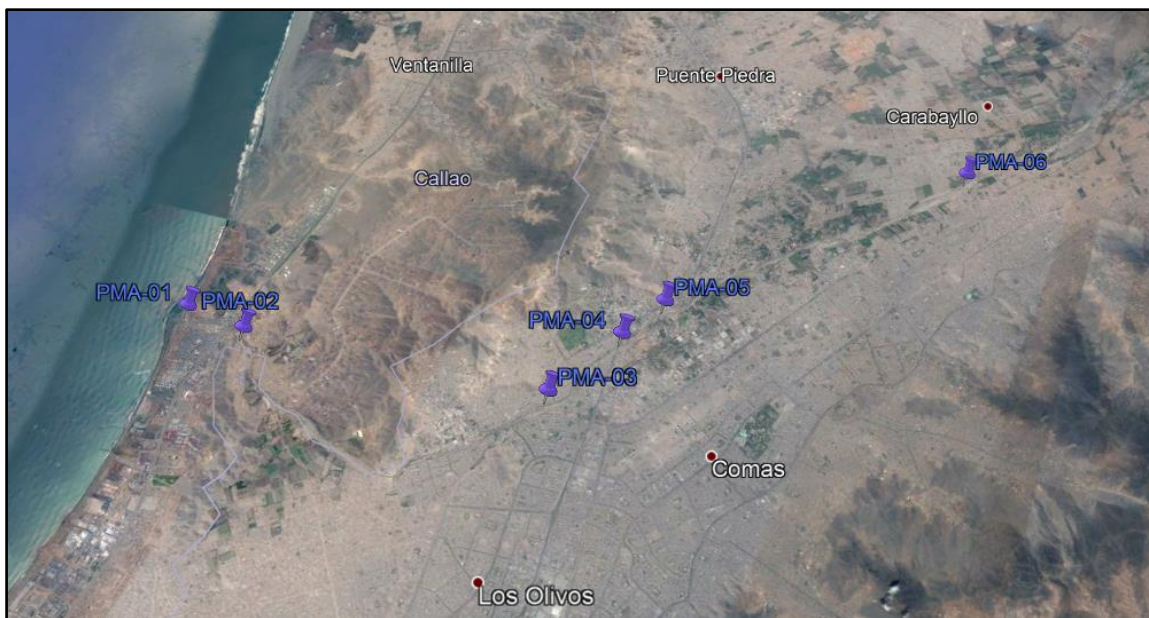 Ventanilla
Puente Piedra
Carabayllo
PMA-06
Callao
PMA-01
PMA-02
PMA-05
PMA-04
PMA-03
Comas
Los Olivos